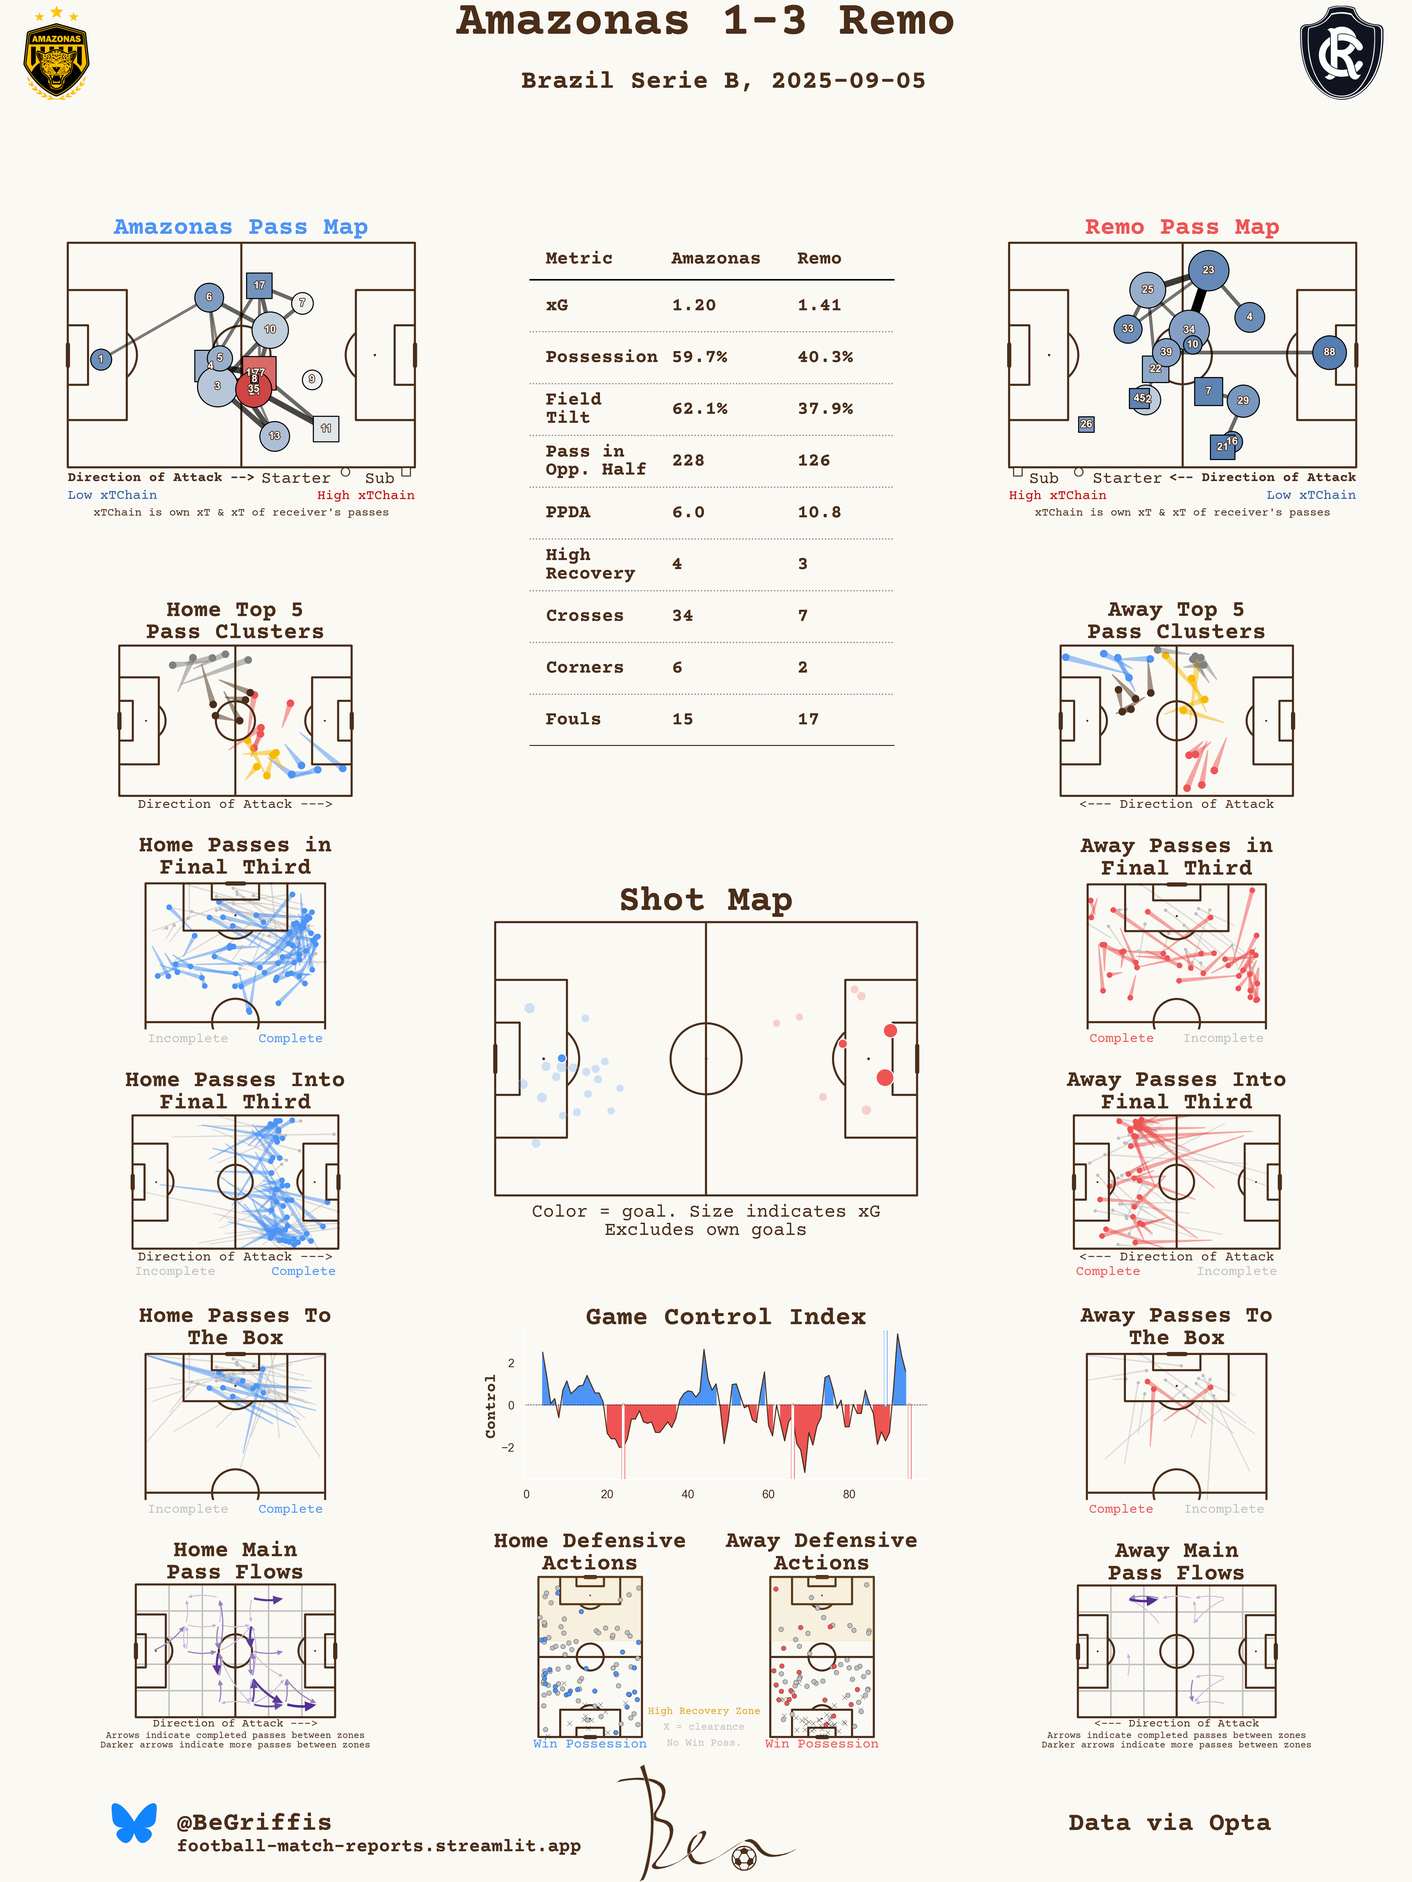 Amazonas 1-3 Remo
Brazil Serie B, 2025-09-05
AMAZONAS
Amazonas Pass Map
1
6
17
7
10
5
4
3
8
35
9
13
11
Direction of Attack --> Starter Sub
Low xTChain High xTChain
xTChain is own xT & xT of receiver's passes
Metric Amazonas Remo
xG 1.20 1.41
Possession 59.7% 40.3%
Field
Tilt 62.1% 37.9%
Pass in
Opp. Half 228 126
PPDA 6.0 10.8
High
Recovery 4 3
Crosses 34 7
Corners 6 2
Fouls 15 17
Remo Pass Map
23
25
4
33
34
10
39
88
22
7
45
29
26
16
21
Sub Starter <-- Direction of Attack
High xTChain Low xTChain
xTChain is own xT & xT of receiver's passes
Home Top 5
Pass Clusters
Direction of Attack --->
Away Top 5
Pass Clusters
<--- Direction of Attack
Home Passes in
Final Third
Incomplete Complete
Away Passes in
Final Third
Complete Incomplete
Shot Map
Color = goal. Size indicates xG
Excludes own goals
Home Passes Into
Final Third
Direction of Attack --->
Incomplete Complete
Away Passes Into
Final Third
<--- Direction of Attack
Complete Incomplete
Game Control Index
Control
2
0
−2
0 20 40 60 80
Home Passes To
The Box
Incomplete Complete
Away Passes To
The Box
Complete Incomplete
Home Main
Pass Flows
Direction of Attack --->
Arrows indicate completed passes between zones
Darker arrows indicate more passes between zones
Home Defensive
Actions
Win Possession
Away Defensive
Actions
Win Possession
High Recovery Zone
X = clearance
No Win Poss.
Away Main
Pass Flows
<--- Direction of Attack
Arrows indicate completed passes between zones
Darker arrows indicate more passes between zones
@BeGriffis
football-match-reports.streamlit.app
Ben
Data via Opta